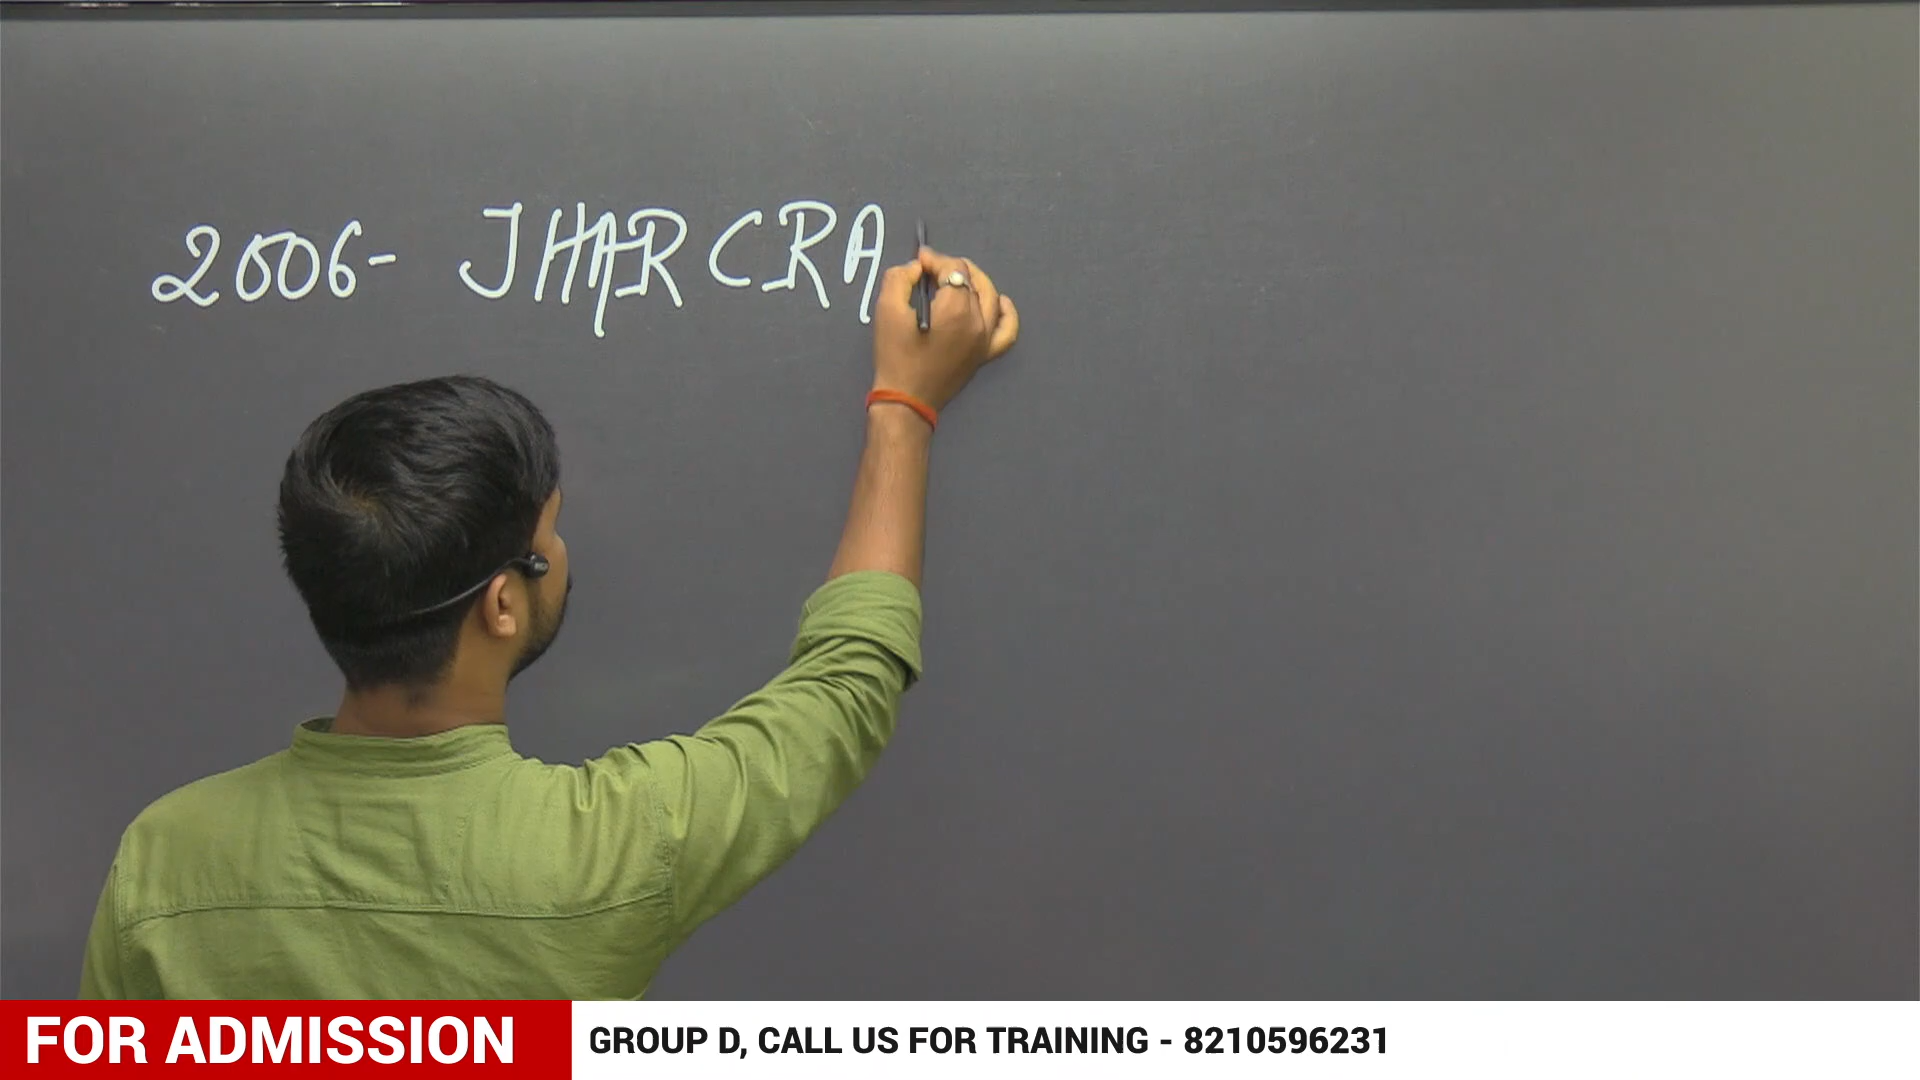 2006- JHARCRA
FOR ADMISSION
GROUP D, CALL US FOR TRAINING - 8210596231